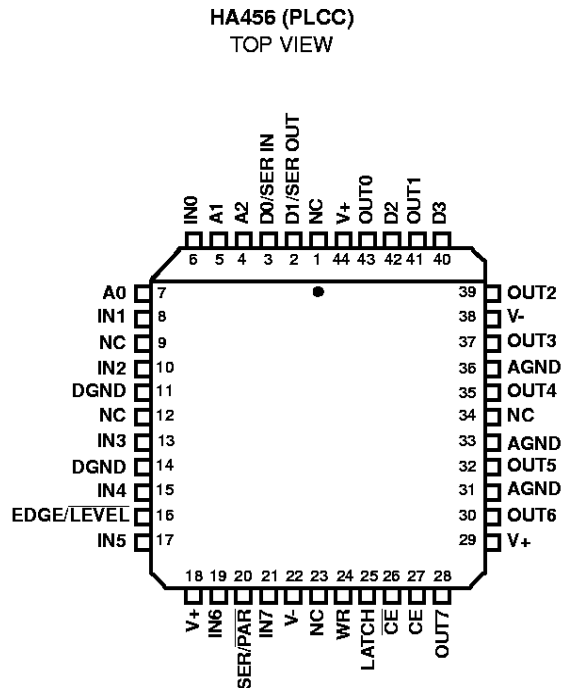 HA456 (PLCC)
TOP VIEW
IN0
A1
A2
D0/SER IN
D1/SER OUT
NC
V+
OUT0
D2
OUT1
D3
6 5 4 3 2 1 44 43 42 41 40
A0 7
IN1 8
NC 9
IN2 10
DGND 11
NC 12
IN3 13
DGND 14
IN4 15
EDGE/LEVEL 16
IN5 17
39 OUT2
38 V-
37 OUT3
36 AGND
35 OUT4
34 NC
33 AGND
32 OUT5
31 AGND
30 OUT6
29 V+
18 19 20 21 22 23 24 25 26 27 28
V+
IN6
SER/PAR
IN7
V-
NC
WR
LATCH
CE
CE
OUT7